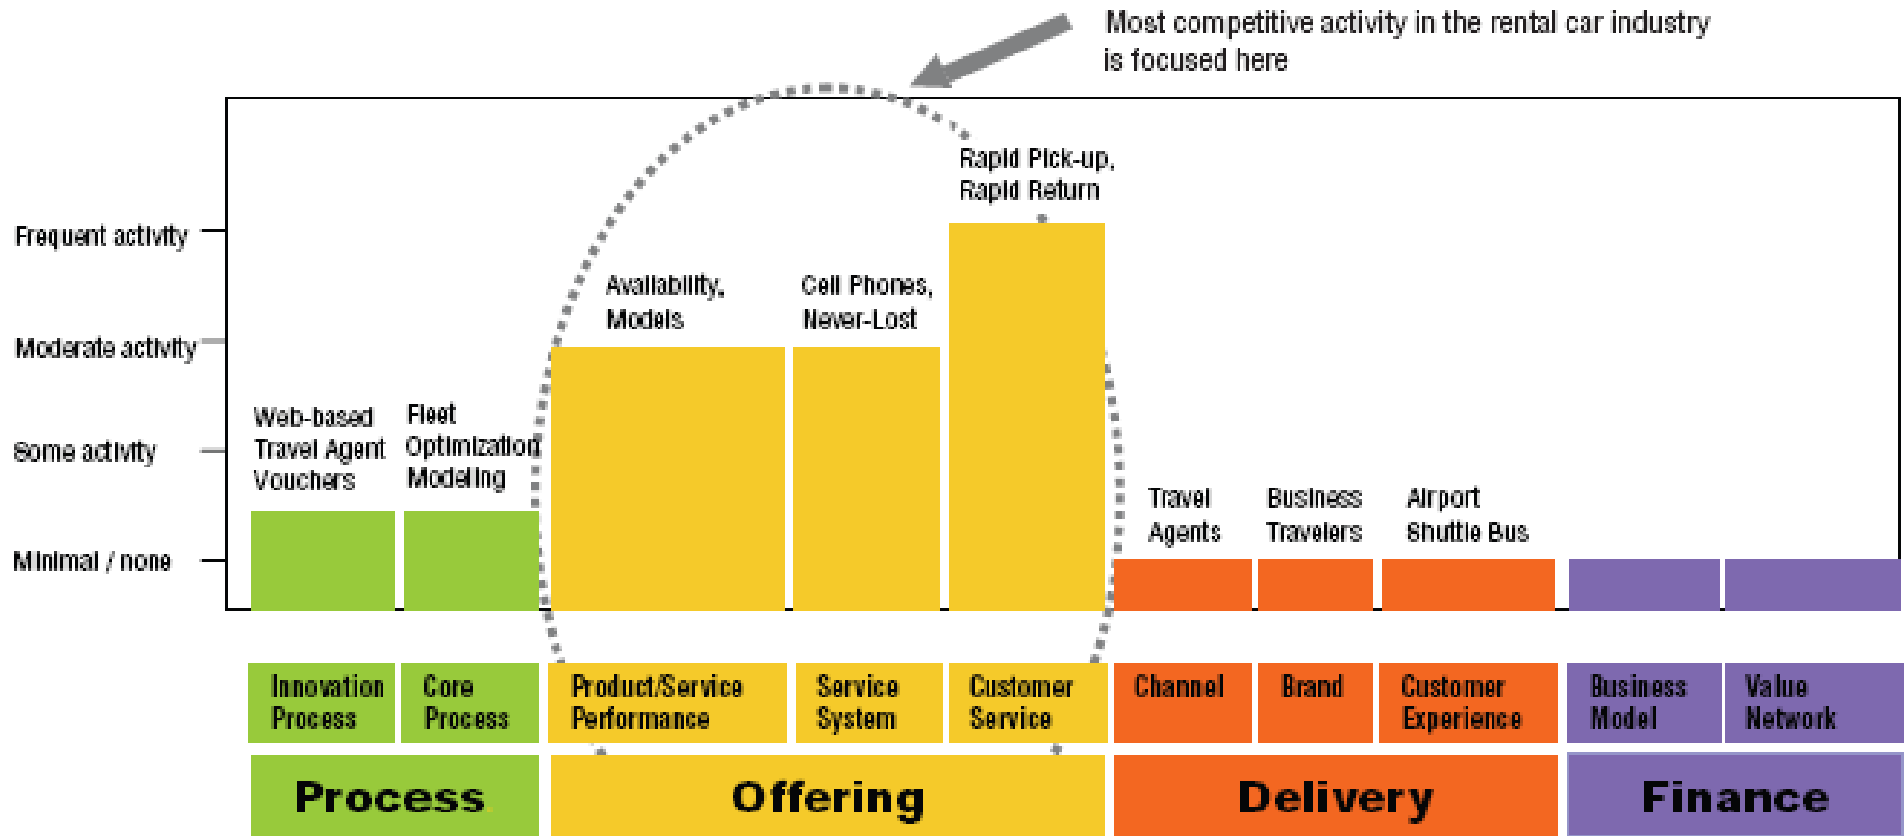 Most competitive activity in the rental car industry
is focused here
Rapid Pick-up,
Rapid Return
Frequent activity
Availability,
Models
Cell Phones,
Never-Lost
Moderate activity
Web-based
Travel Agent
Vouchers
Fleet
Optimization
Modeling
Some activity
Travel
Agents
Business
Travelers
Airport
Shuttle Bus
Minimal / none
Innovation
Process
Core
Process
Product/Service
Performance
Service
System
Customer
Service
Channel
Brand
Customer
Experience
Business
Model
Value
Network
Process
Offering
Delivery
Finance